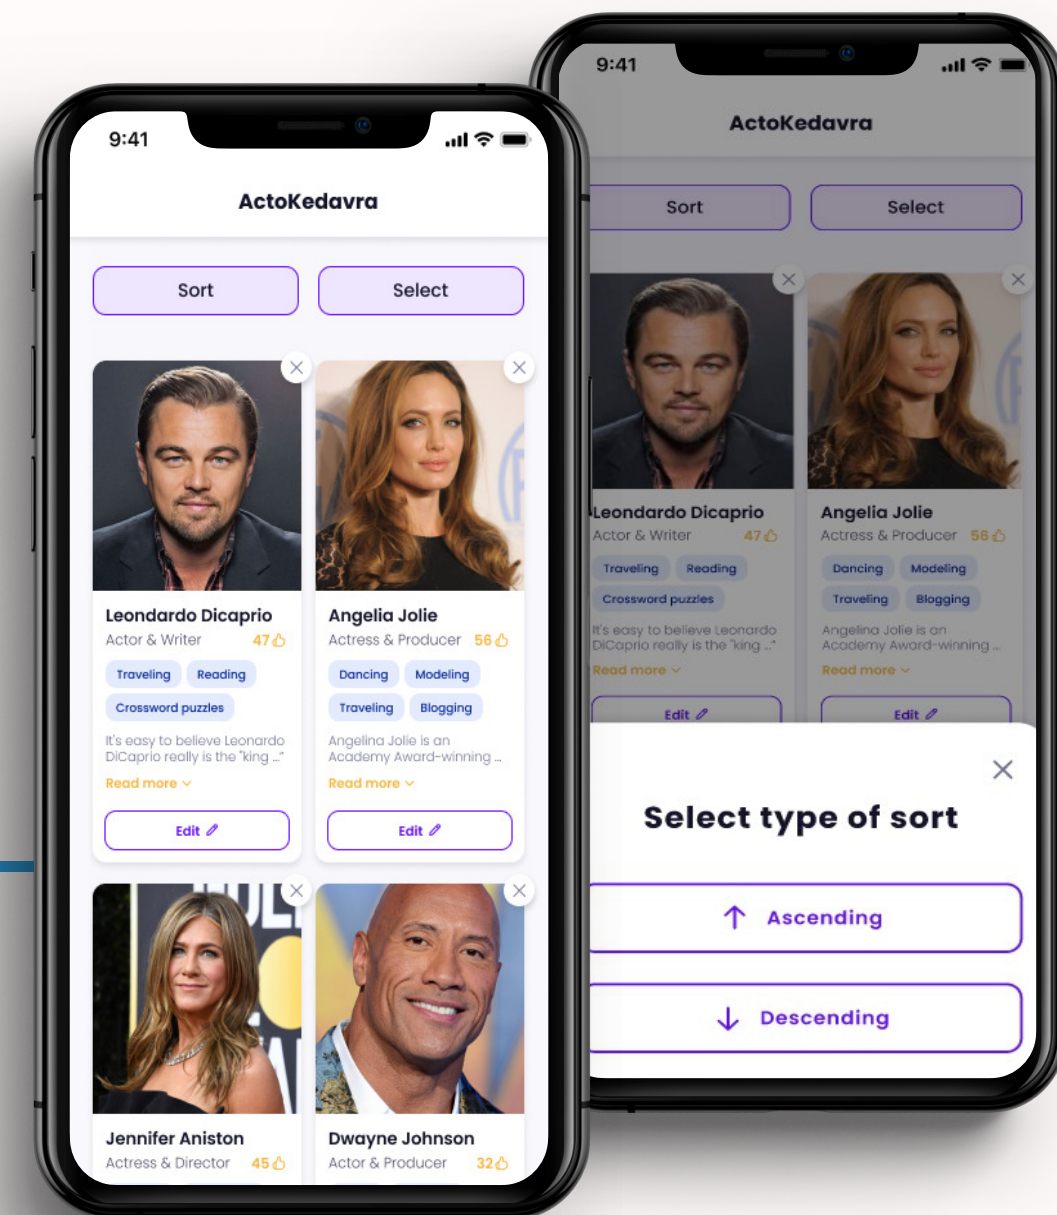 9:41
ActoKedavra
Sort
Select
Leondardo Dicaprio
Actor & Writer 47
Traveling Reading
Crossword puzzles
It's easy to believe Leonardo
DiCaprio really is the "king ..."
Read more
Edit
Angelia Jolie
Actress & Producer 56
Dancing Modeling
Traveling Blogging
Angelina Jolie is an
Academy Award-winning ...
Read more
Edit
Jennifer Aniston
Actress & Director 45
Dwayne Johnson
Actor & Producer 32
9:41
ActoKedavra
Sort
Select
Leondardo Dicaprio
Actor & Writer 47
Traveling Reading
Crossword puzzles
It's easy to believe Leonardo
DiCaprio really is the "king ..."
Read more
Edit
Angelia Jolie
Actress & Producer 56
Dancing Modeling
Traveling Blogging
Angelina Jolie is an
Academy Award-winning ...
Read more
Edit
Select type of sort
Ascending
Descending